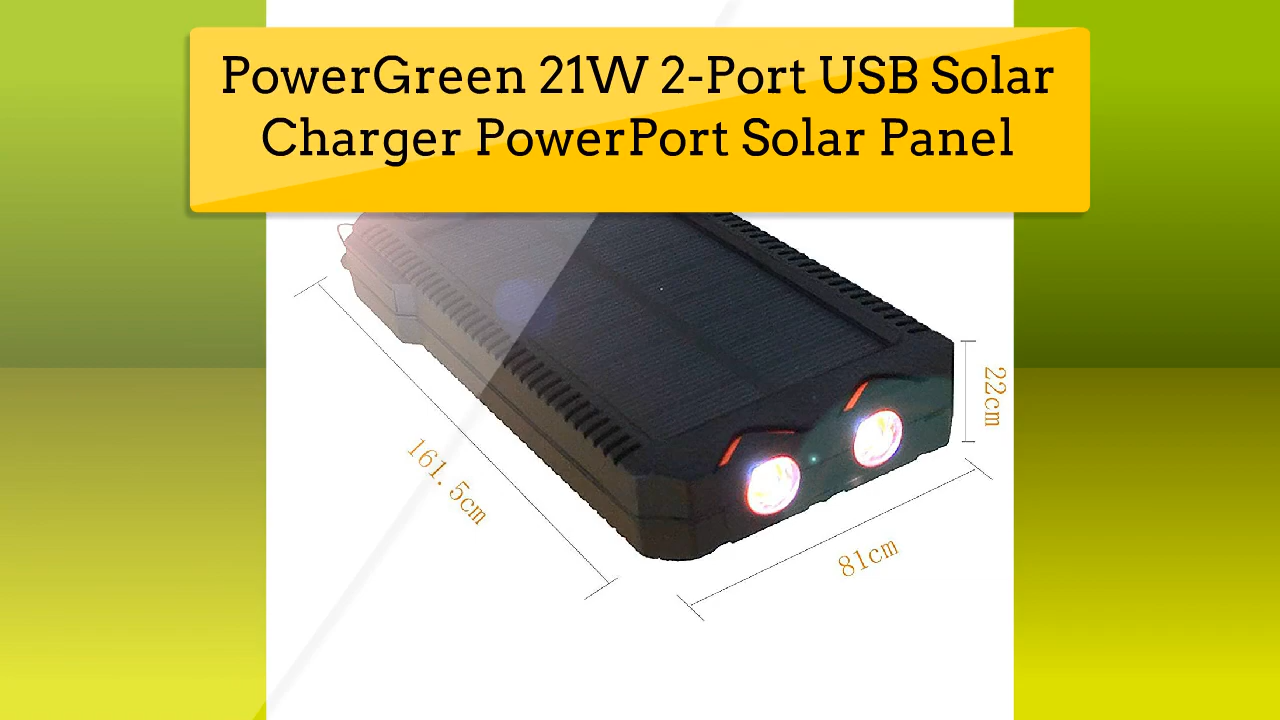 PowerGreen 21W 2-Port USB Solar
Charger PowerPort Solar Panel
22cm
161.5cm
81cm